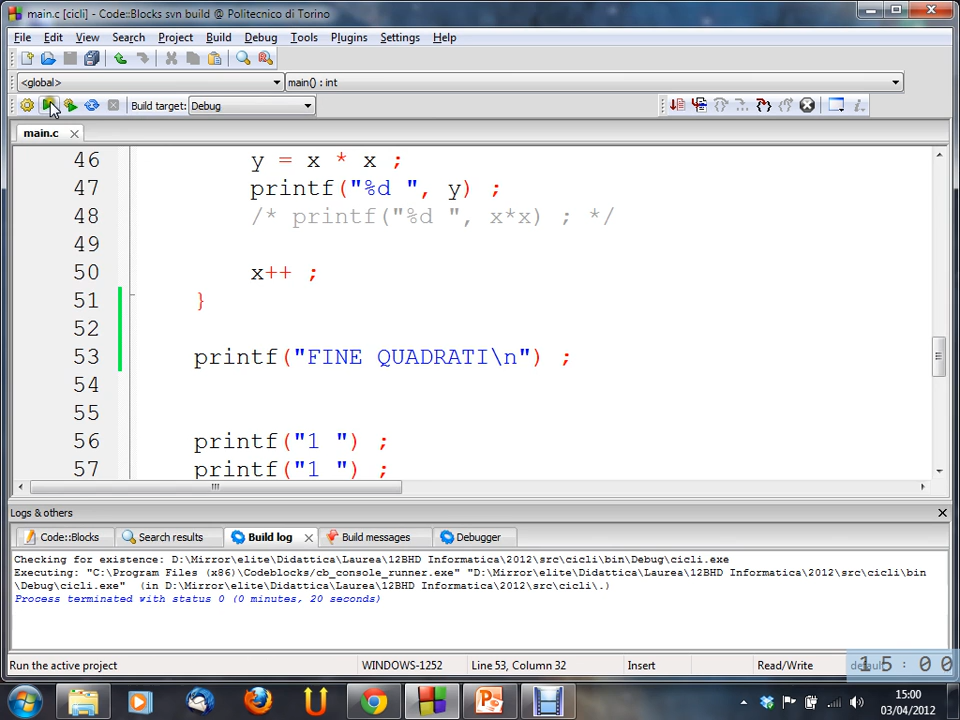 main.c [cicli] - Code::Blocks svn build @ Politecnico di Torino
File Edit View Search Project Build Debug Tools Plugins Settings Help
<global> main() : int
Build target: Debug
main.c
46 y = x * x ;
47 printf("%d ", y) ;
48 /* printf("%d ", x*x) ; */
49
50 x++ ;
51 }
52
53 printf("FINE QUADRATI\n") ;
54
55
56 printf("1 ") ;
57 printf("1 ") ;
Logs & others
Code::Blocks Search results Build log Build messages Debugger
Checking for existence: D:\Mirror\elite\Didattica\Laurea\12BHD Informatica\2012\src\cicli\bin\Debug\cicli.exe
Executing: "C:\Program Files (x86)\Codeblocks/cb_console_runner.exe" "D:\Mirror\elite\Didattica\Laurea\12BHD Informatica\2012\src\cicli\bin
\Debug\cicli.exe" (in D:\Mirror\elite\Didattica\Laurea\12BHD Informatica\2012\src\cicli\.)
Process terminated with status 0 (0 minutes, 20 seconds)
Run the active project WINDOWS-1252 Line 53, Column 32 Insert Read/Write default
15:00
15:00
03/04/2012